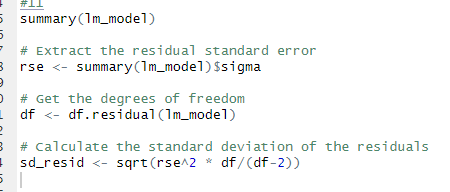 #11
summary(lm_model)
# Extract the residual standard error
rse <- summary(lm_model)$sigma
# Get the degrees of freedom
df <- df.residual(lm_model)
# Calculate the standard deviation of the residuals
sd_resid <- sqrt(rse^2 * df/(df-2))